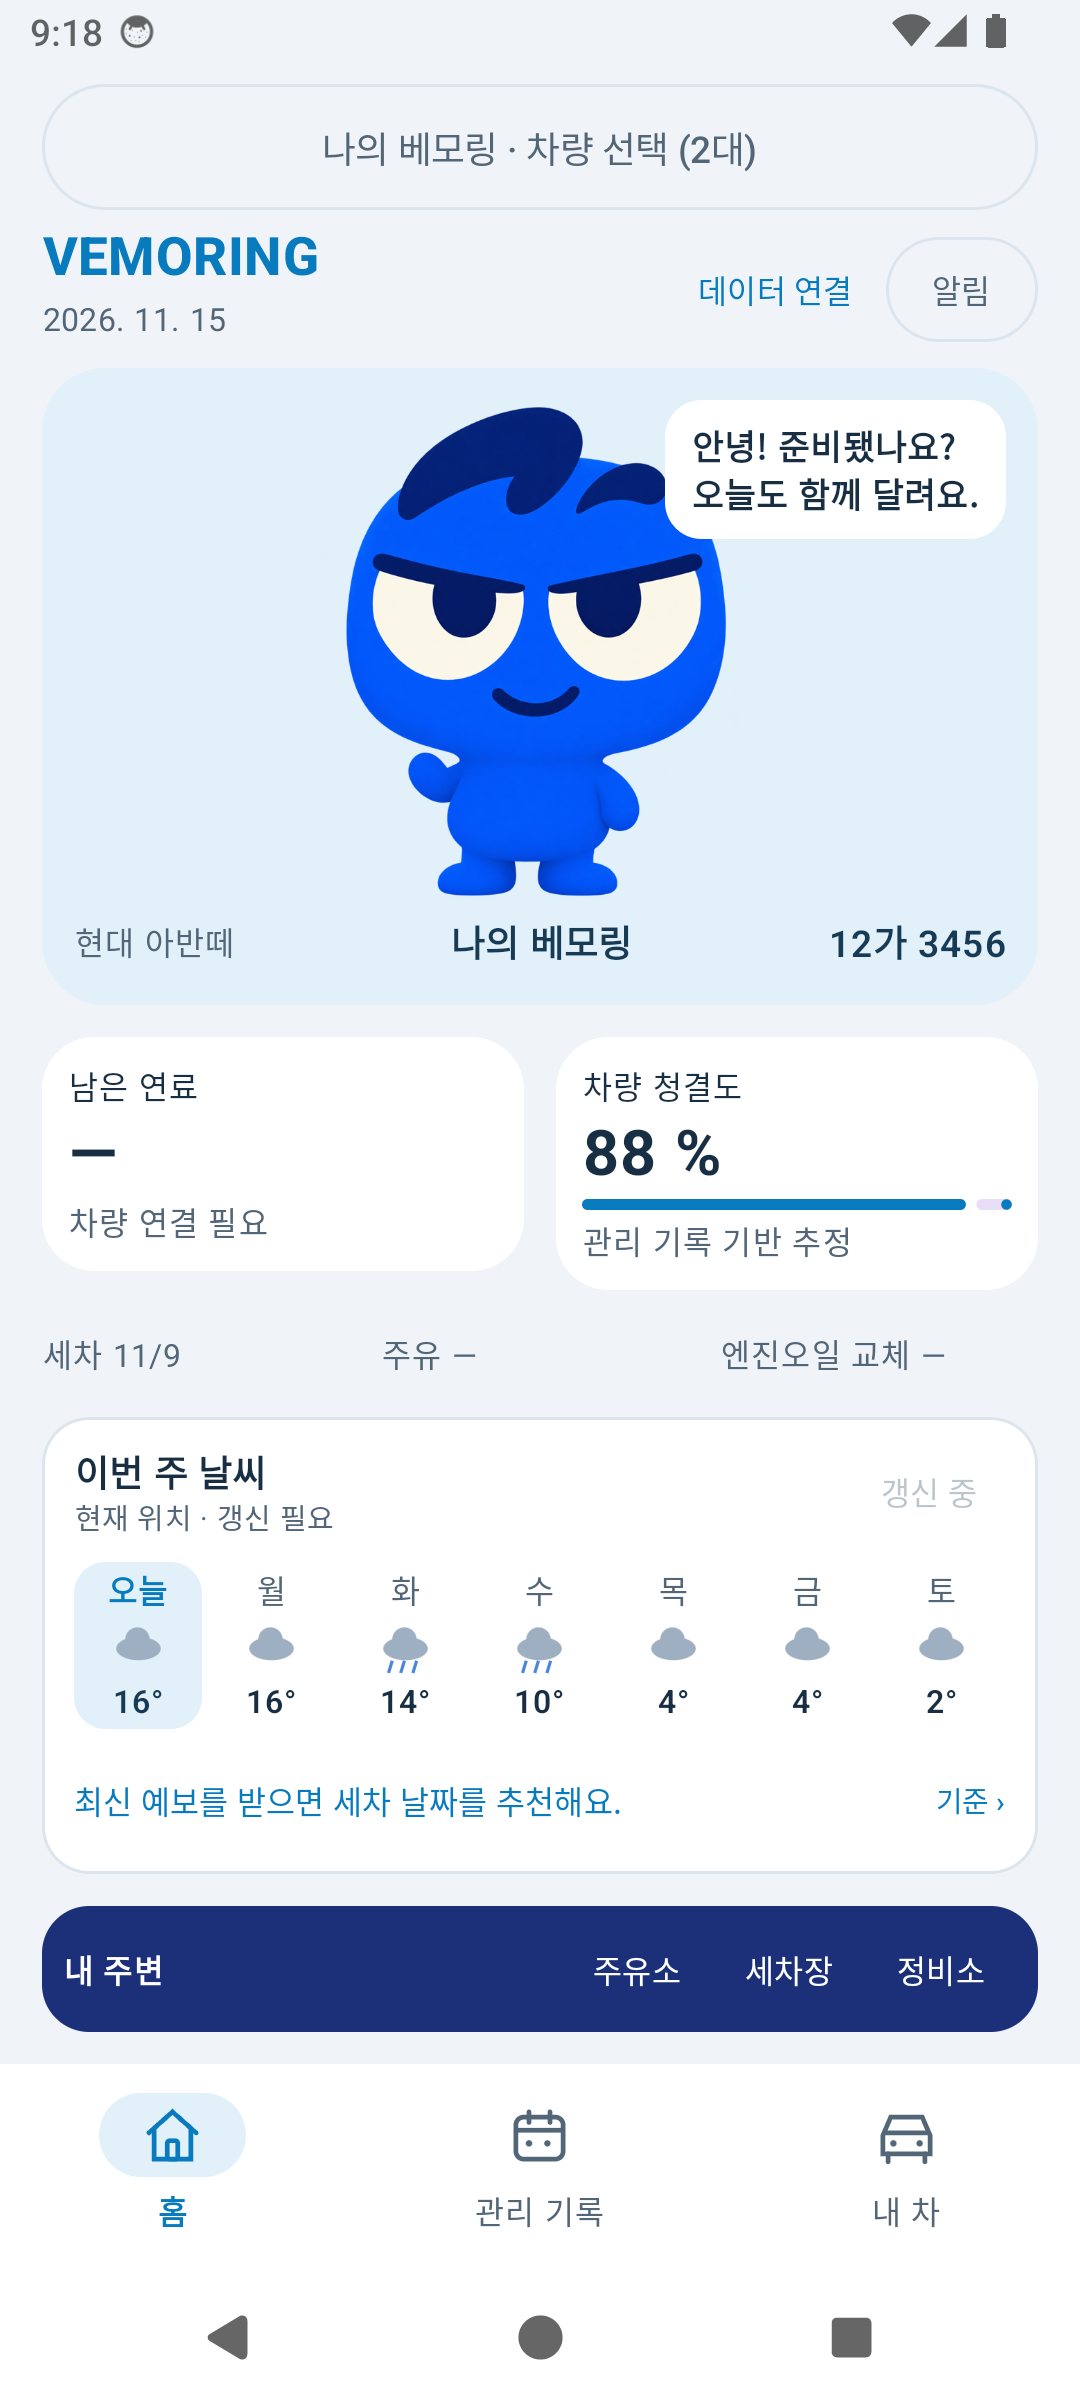 9:18
나의 베모링 · 차량 선택 (2대)
VEMORING
2026. 11. 15
데이터 연결
알림
안녕! 준비됐나요?
오늘도 함께 달려요.
현대 아반떼
나의 베모링
12가 3456
남은 연료
—
차량 연결 필요
차량 청결도
88 %
관리 기록 기반 추정
세차 11/9
주유 —
엔진오일 교체 —
이번 주 날씨
현재 위치 · 갱신 필요
갱신 중
오늘 월 화 수 목 금 토
16° 16° 14° 10° 4° 4° 2°
최신 예보를 받으면 세차 날짜를 추천해요.
기준 ›
내 주변 주유소 세차장 정비소
홈 관리 기록 내 차